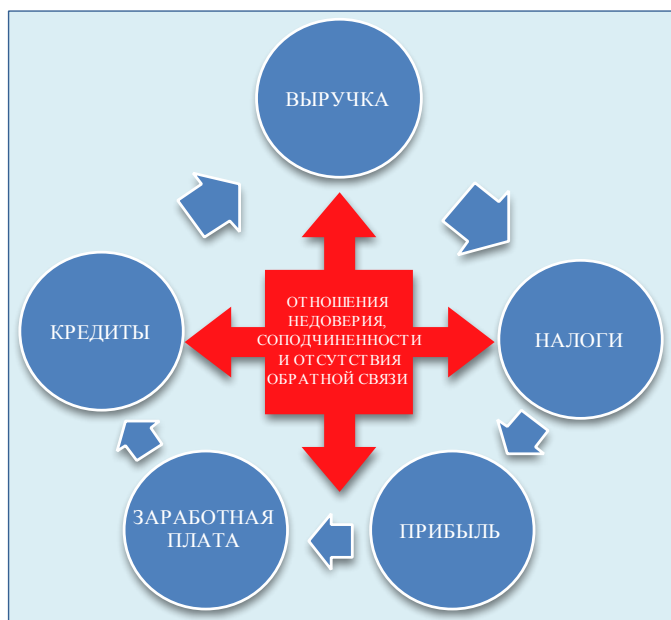 ВЫРУЧКА
ОТНОШЕНИЯ
НЕДОВЕРИЯ,
СОПОДЧИНЕННОСТИ
И ОТСУТСТВИЯ
ОБРАТНОЙ СВЯЗИ
КРЕДИТЫ
НАЛОГИ
ЗАРАБОТНАЯ
ПЛАТА
ПРИБЫЛЬ